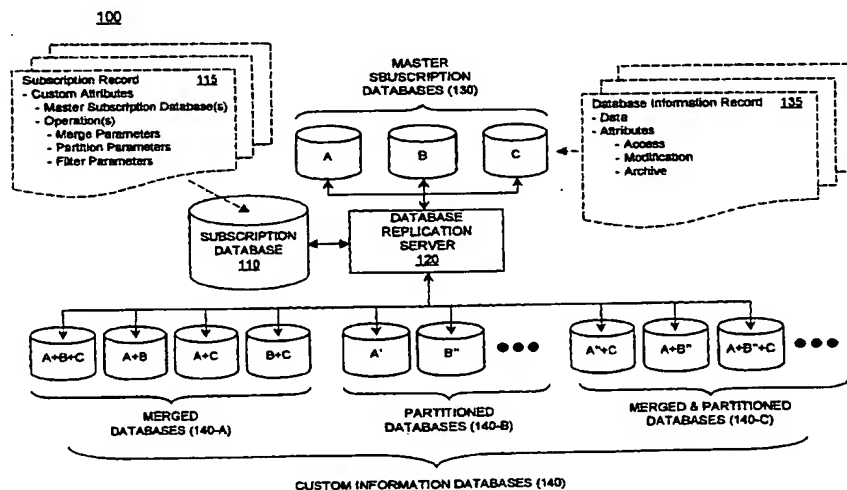 100
Subscription Record 115
- Custom Attributes
- Master Subscription Database(s)
- Operation(s)
- Merge Parameters
- Partition Parameters
- Filter Parameters
MASTER
SBUSCRIPTION
DATABASES (130)
A
B
C
Database Information Record 135
- Data
- Attributes
- Access
- Modification
- Archive
SUBSCRIPTION
DATABASE
110
DATABASE
REPLICATION
SERVER
120
A+B+C
A+B
A+C
B+C
A'
B"
●●●
A"+C
A+B"
A+B"+C
●●●
MERGED
DATABASES (140-A)
PARTITIONED
DATABASES (140-B)
MERGED & PARTITIONED
DATABASES (140-C)
CUSTOM INFORMATION DATABASES (140)